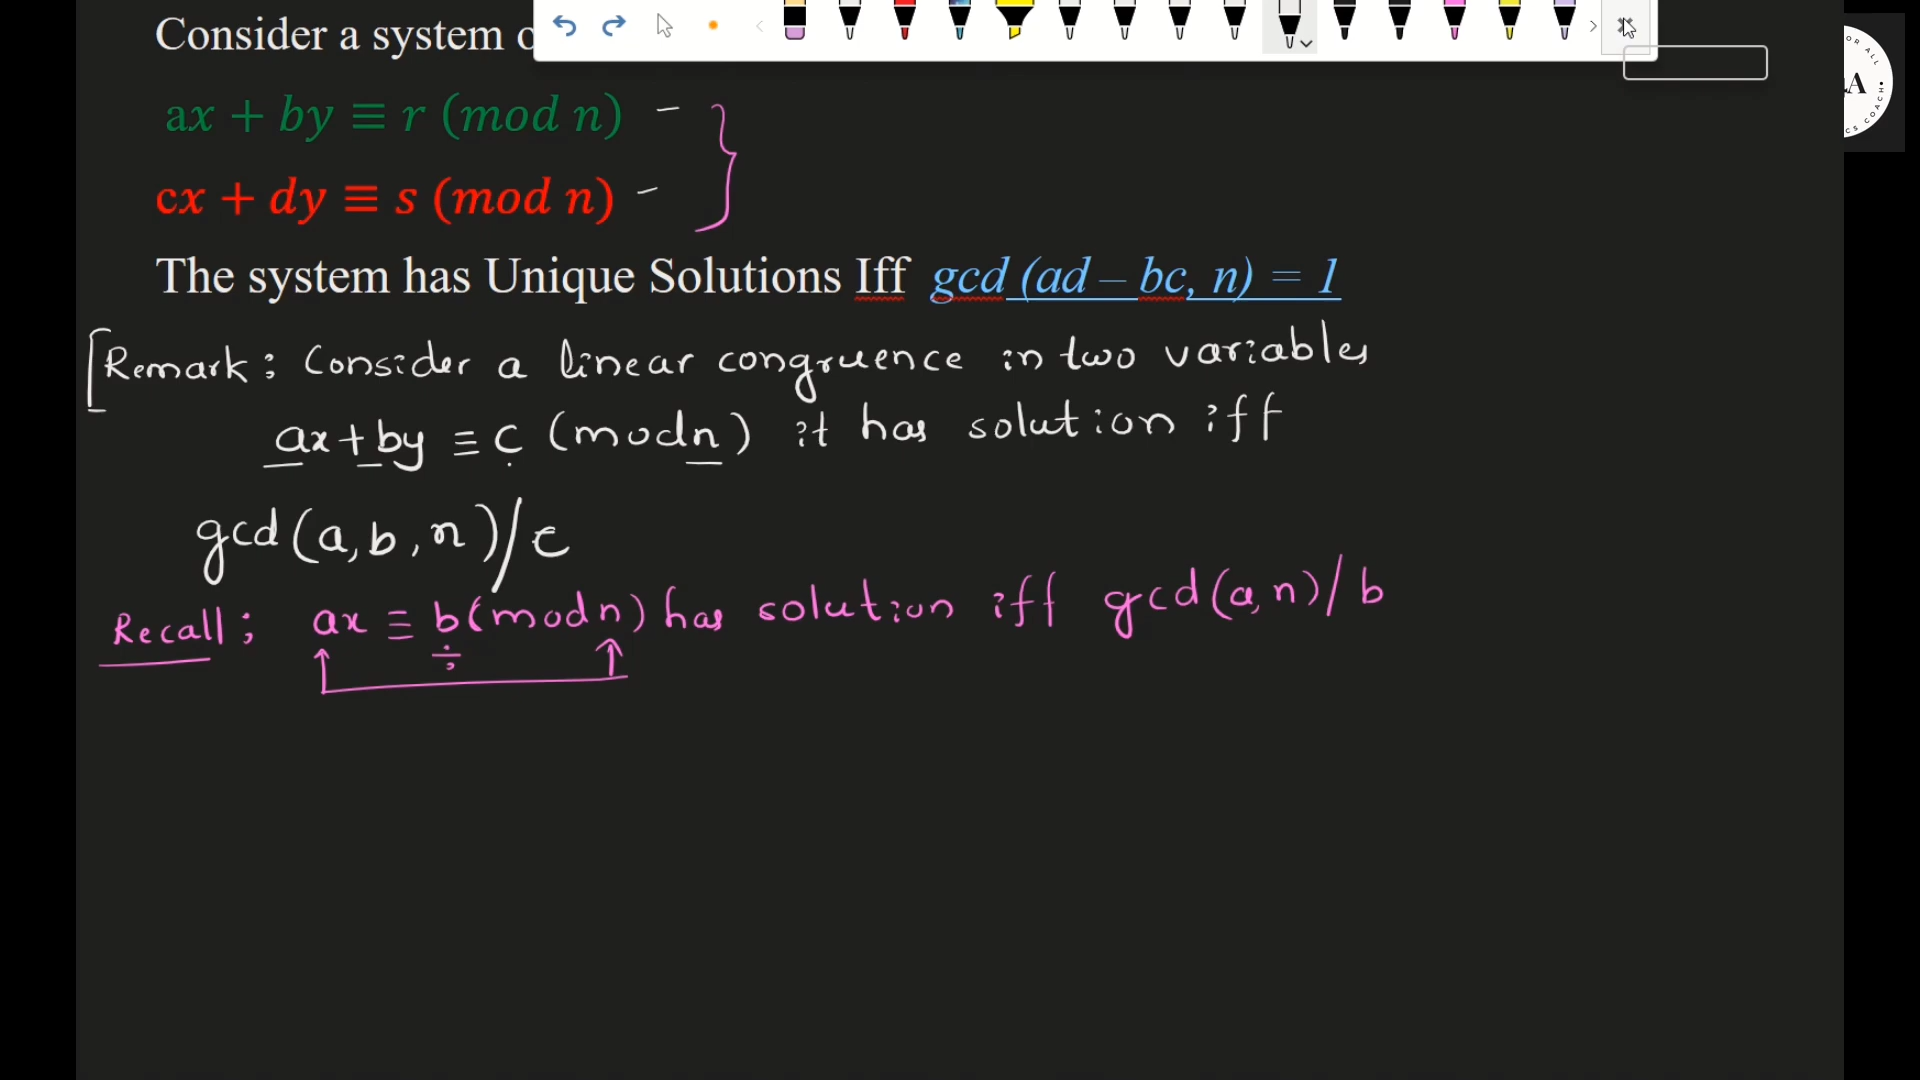 Consider a system
ax + by ≡ r (mod n) –
cx + dy ≡ s (mod n) –
The system has Unique Solutions Iff gcd (ad – bc, n) = 1
Remark : Consider a linear congruence in two variables
ax+by ≡ c (mod n) it has solution iff
gcd(a,b,n)/c
Recall ; ax ≡ b(mod n) has solution iff gcd(a,n)/b